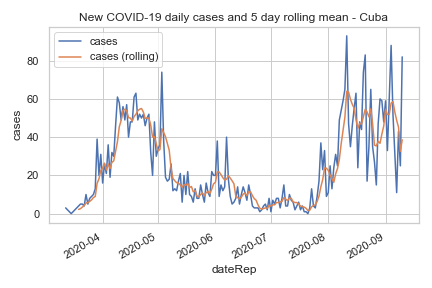 New COVID-19 daily cases and 5 day rolling mean - Cuba
cases
cases (rolling)
cases
80
60
40
20
0
2020-04
2020-05
2020-06
2020-07
2020-08
2020-09
dateRep